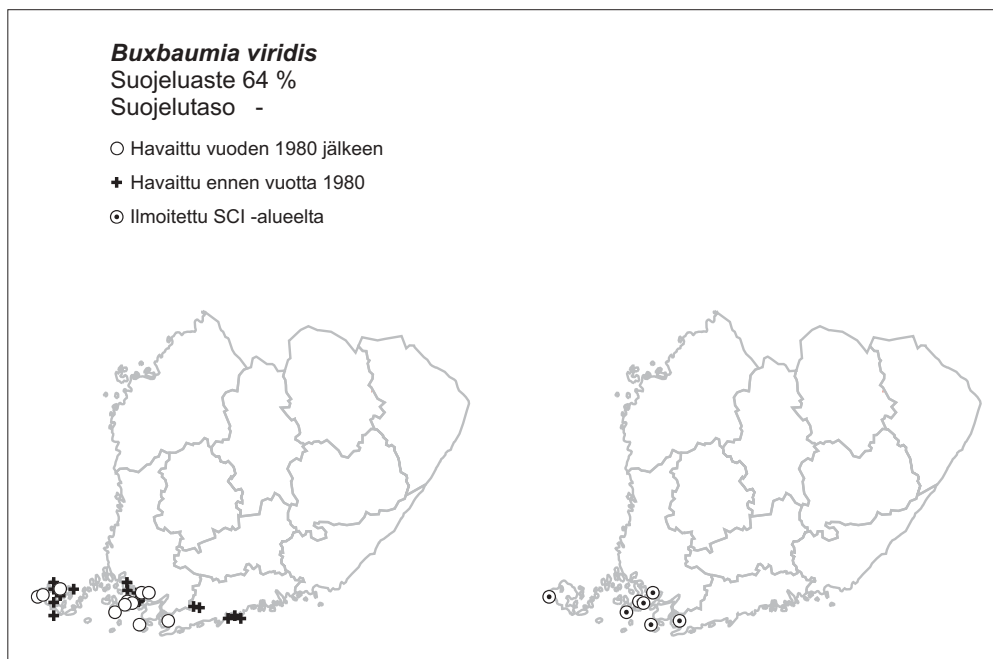 Buxbaumia viridis
Suojeluaste 64 %
Suojelutaso -
Havaittu vuoden 1980 jälkeen
Havaittu ennen vuotta 1980
Ilmoitettu SCI -alueelta